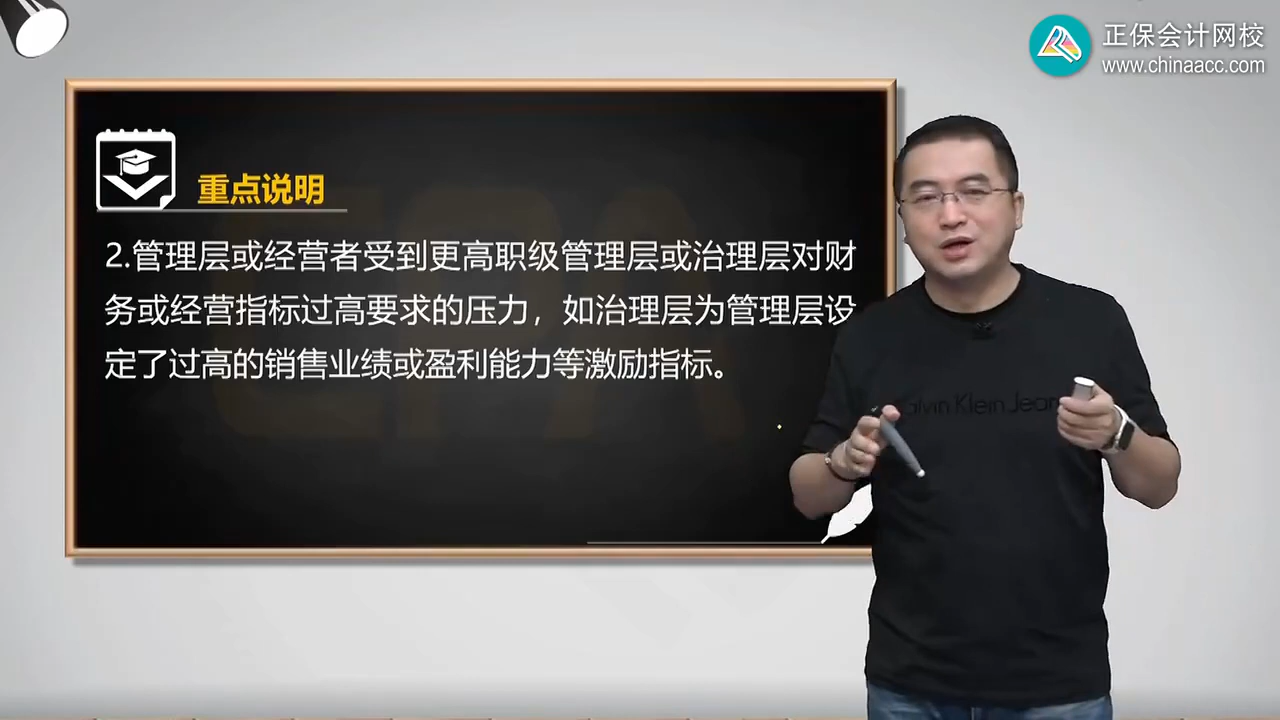 正保会计网校
www.chinaacc.com
重点说明
2.管理层或经营者受到更高职级管理层或治理层对财
务或经营指标过高要求的压力，如治理层为管理层设
定了过高的销售业绩或盈利能力等激励指标。
CPA
Calvin Klein Jeans